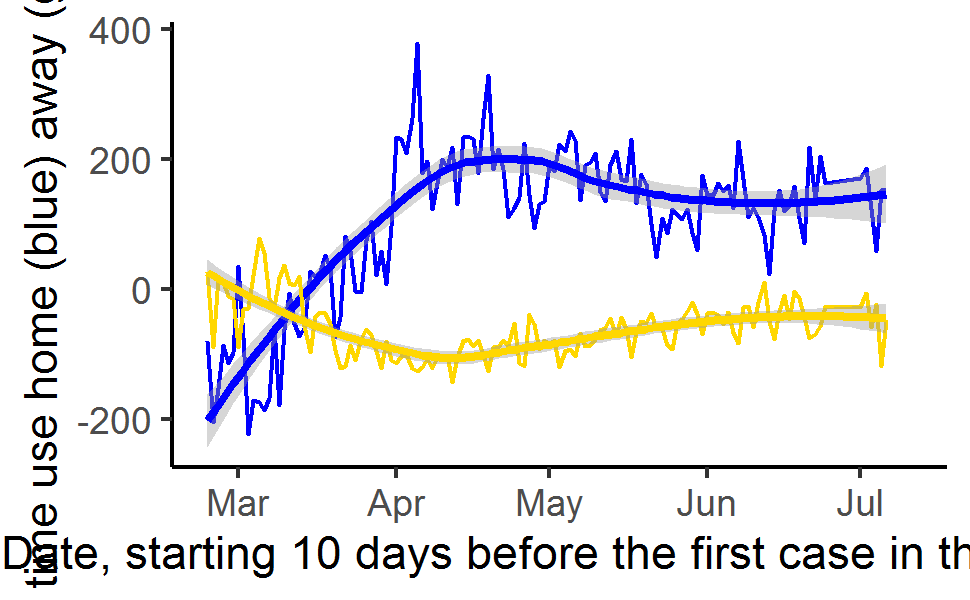 time use home (blue) away (g
400
200
0
-200
Mar Apr May Jun Jul
Date, starting 10 days before the first case in th